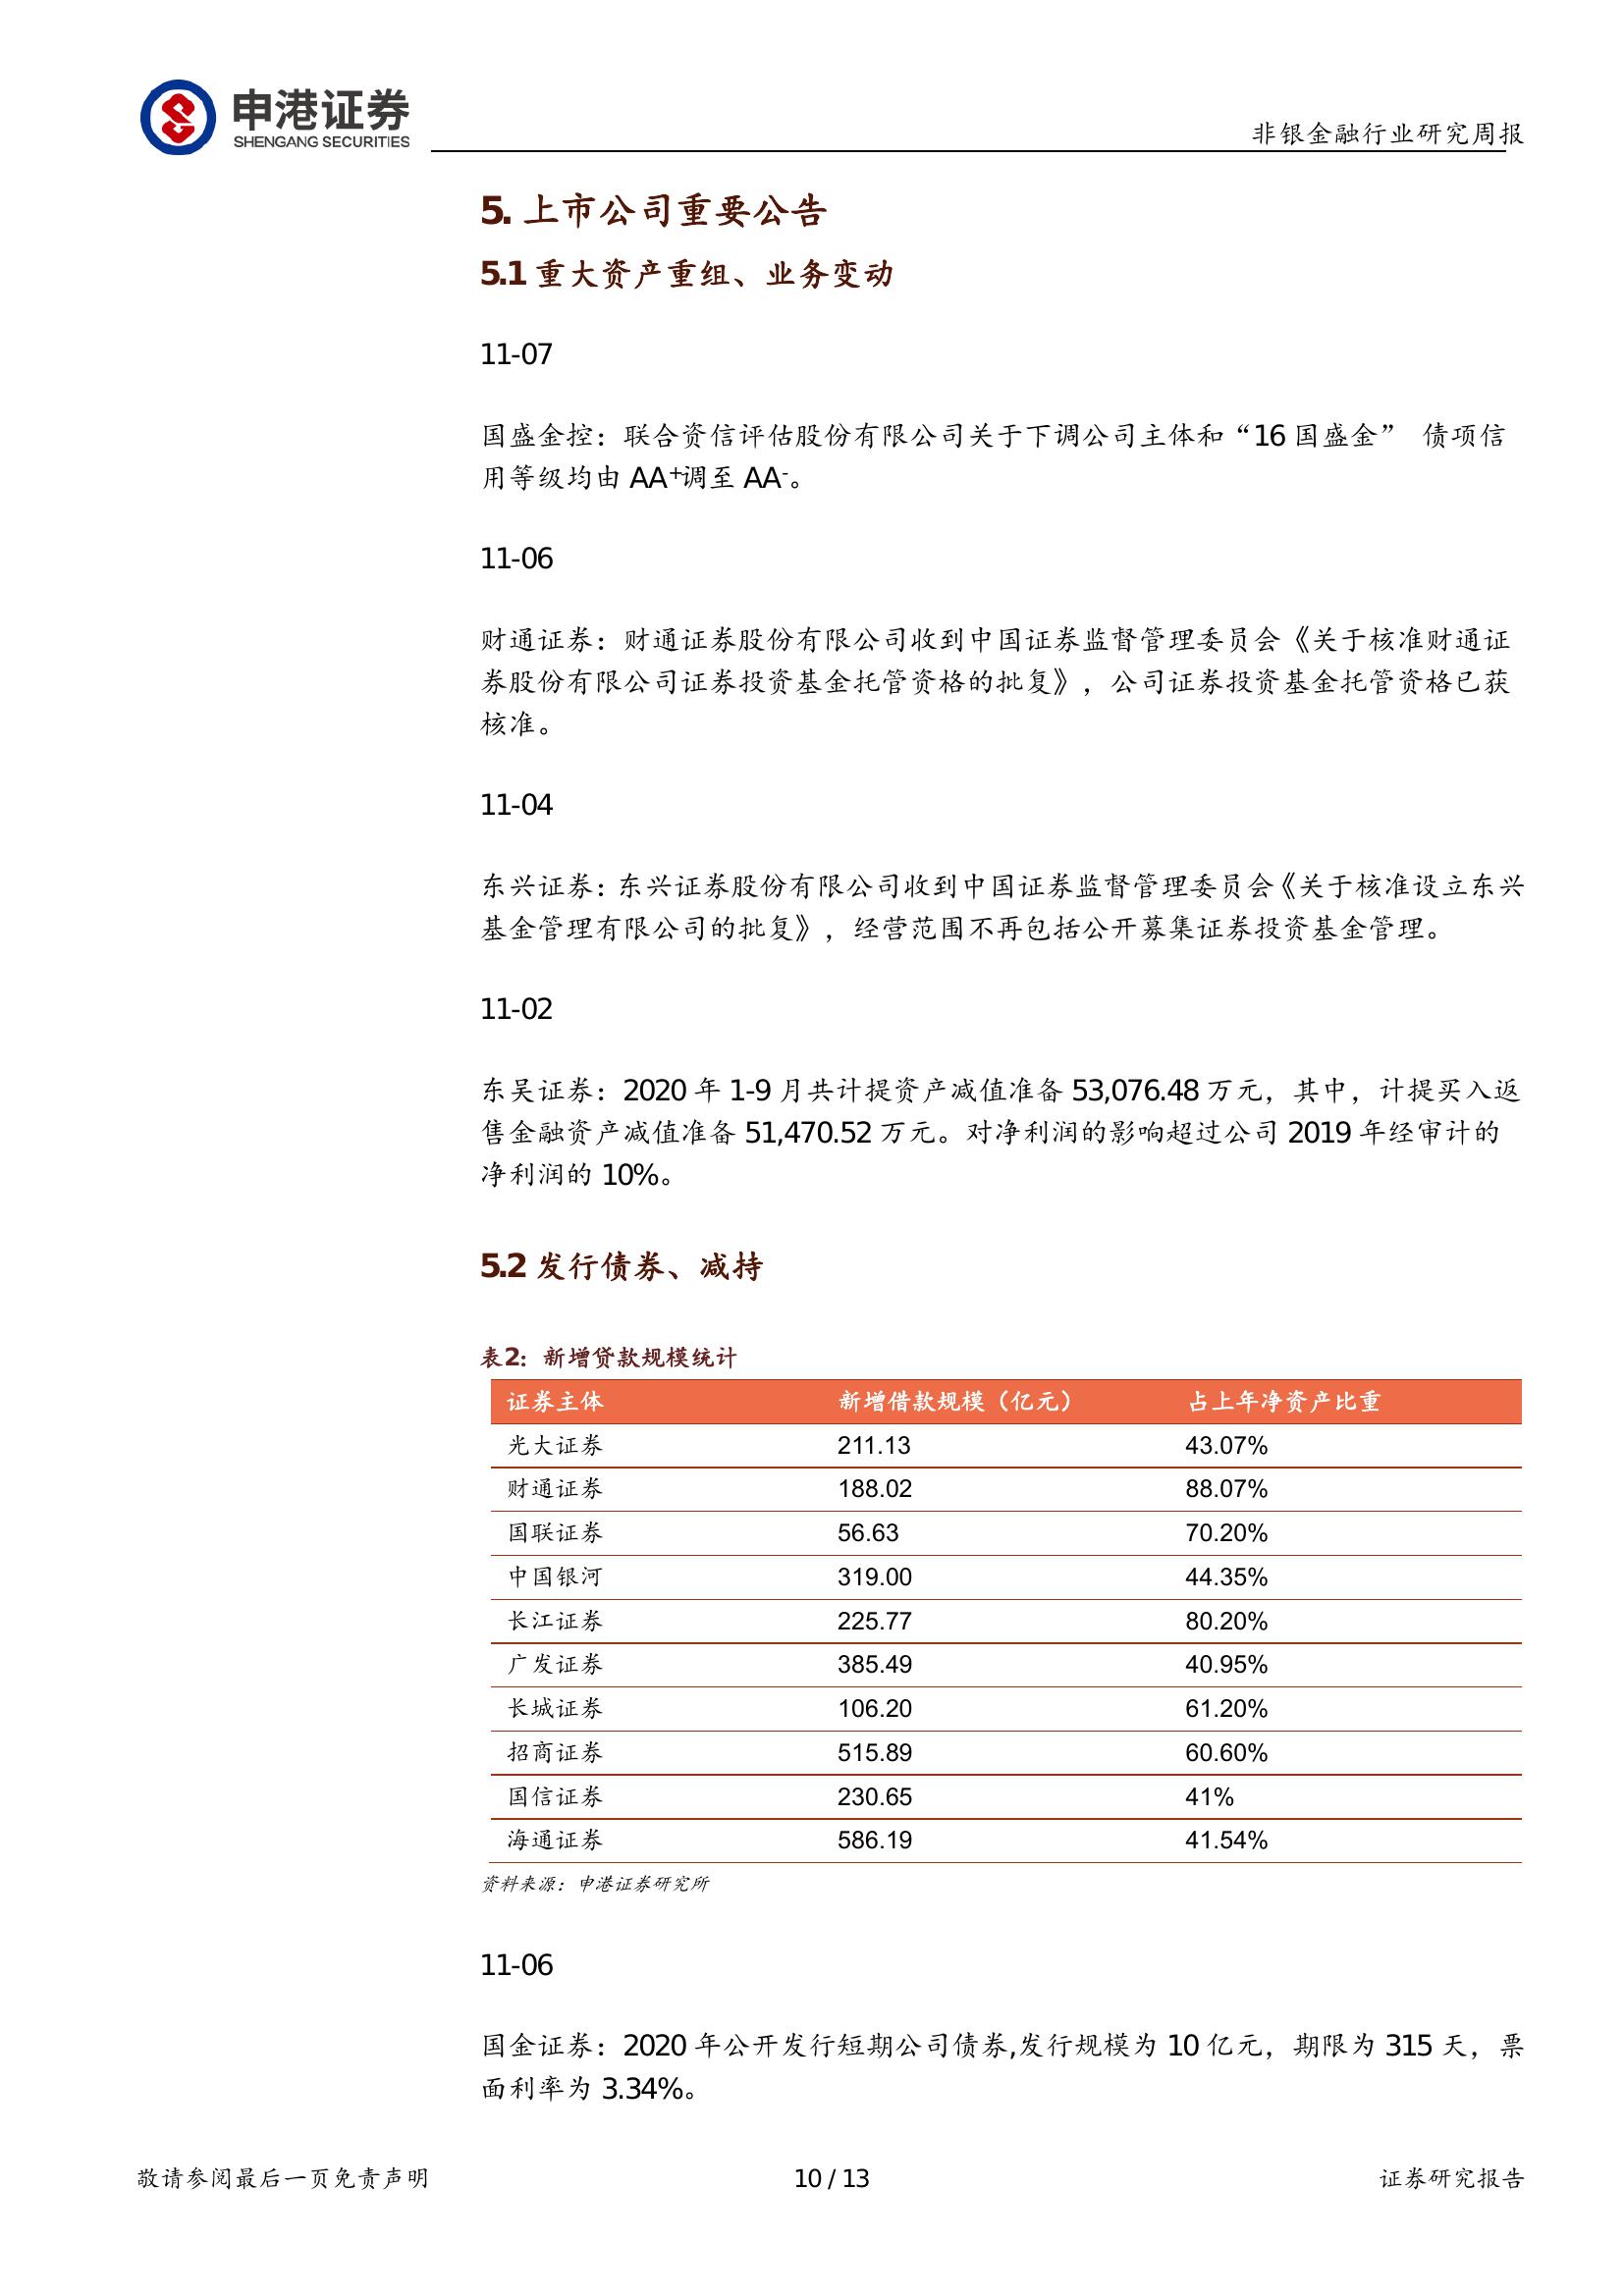 申港证券
SHENGANG SECURITIES
非银金融行业研究周报
5. 上市公司重要公告
5.1 重大资产重组、业务变动
11-07
国盛金控：联合资信评估股份有限公司关于下调公司主体和“16 国盛金” 债项信
用等级均由 AA+调至 AA-。
11-06
财通证券：财通证券股份有限公司收到中国证券监督管理委员会《关于核准财通证
券股份有限公司证券投资基金托管资格的批复》，公司证券投资基金托管资格已获
核准。
11-04
东兴证券：东兴证券股份有限公司收到中国证券监督管理委员会《关于核准设立东兴
基金管理有限公司的批复》，经营范围不再包括公开募集证券投资基金管理。
11-02
东吴证券：2020 年 1-9 月共计提资产减值准备 53,076.48 万元，其中，计提买入返
售金融资产减值准备 51,470.52 万元。对净利润的影响超过公司 2019 年经审计的
净利润的 10%。
5.2 发行债券、减持
表2：新增贷款规模统计
证券主体 新增借款规模（亿元） 占上年净资产比重
光大证券 211.13 43.07%
财通证券 188.02 88.07%
国联证券 56.63 70.20%
中国银河 319.00 44.35%
长江证券 225.77 80.20%
广发证券 385.49 40.95%
长城证券 106.20 61.20%
招商证券 515.89 60.60%
国信证券 230.65 41%
海通证券 586.19 41.54%
资料来源：申港证券研究所
11-06
国金证券：2020 年公开发行短期公司债券,发行规模为 10 亿元，期限为 315 天，票
面利率为 3.34%。
敬请参阅最后一页免责声明 10 / 13 证券研究报告